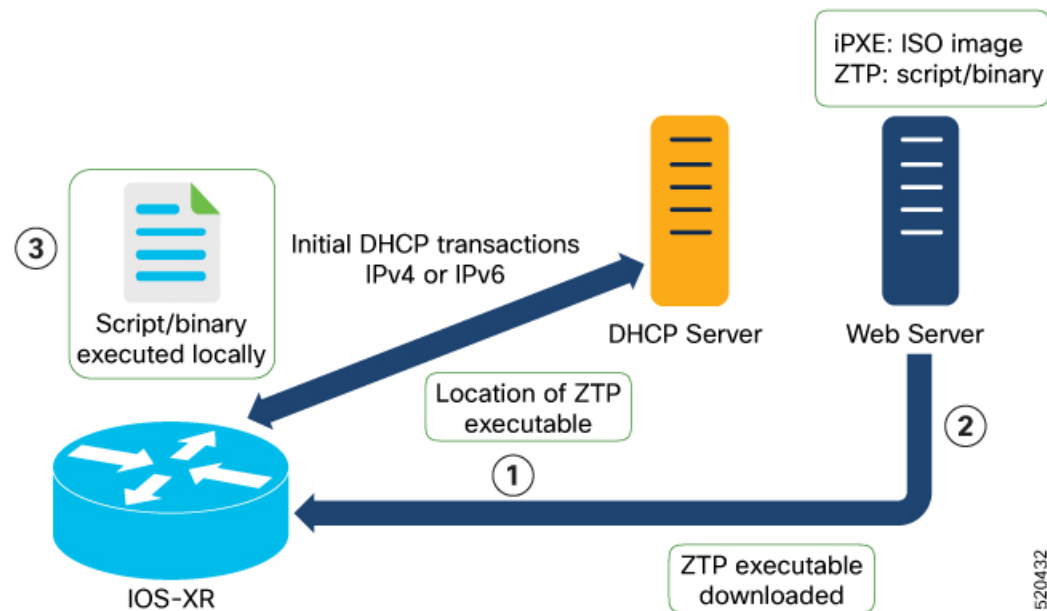 iPXE: ISO image
ZTP: script/binary
3
Script/binary
executed locally
Initial DHCP transactions
IPv4 or IPv6
DHCP Server
Web Server
Location of ZTP
executable
1
2
ZTP executable
downloaded
IOS-XR
520432